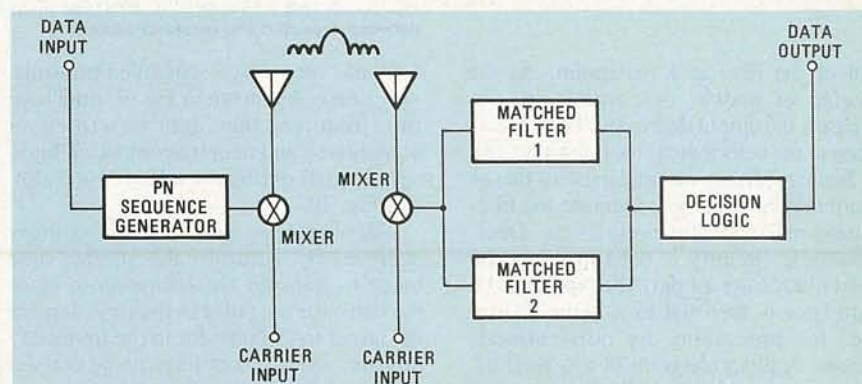 DATA
INPUT
PN
SEQUENCE
GENERATOR
MIXER
CARRIER
INPUT
MIXER
CARRIER
INPUT
MATCHED
FILTER
1
MATCHED
FILTER
2
DECISION
LOGIC
DATA
OUTPUT